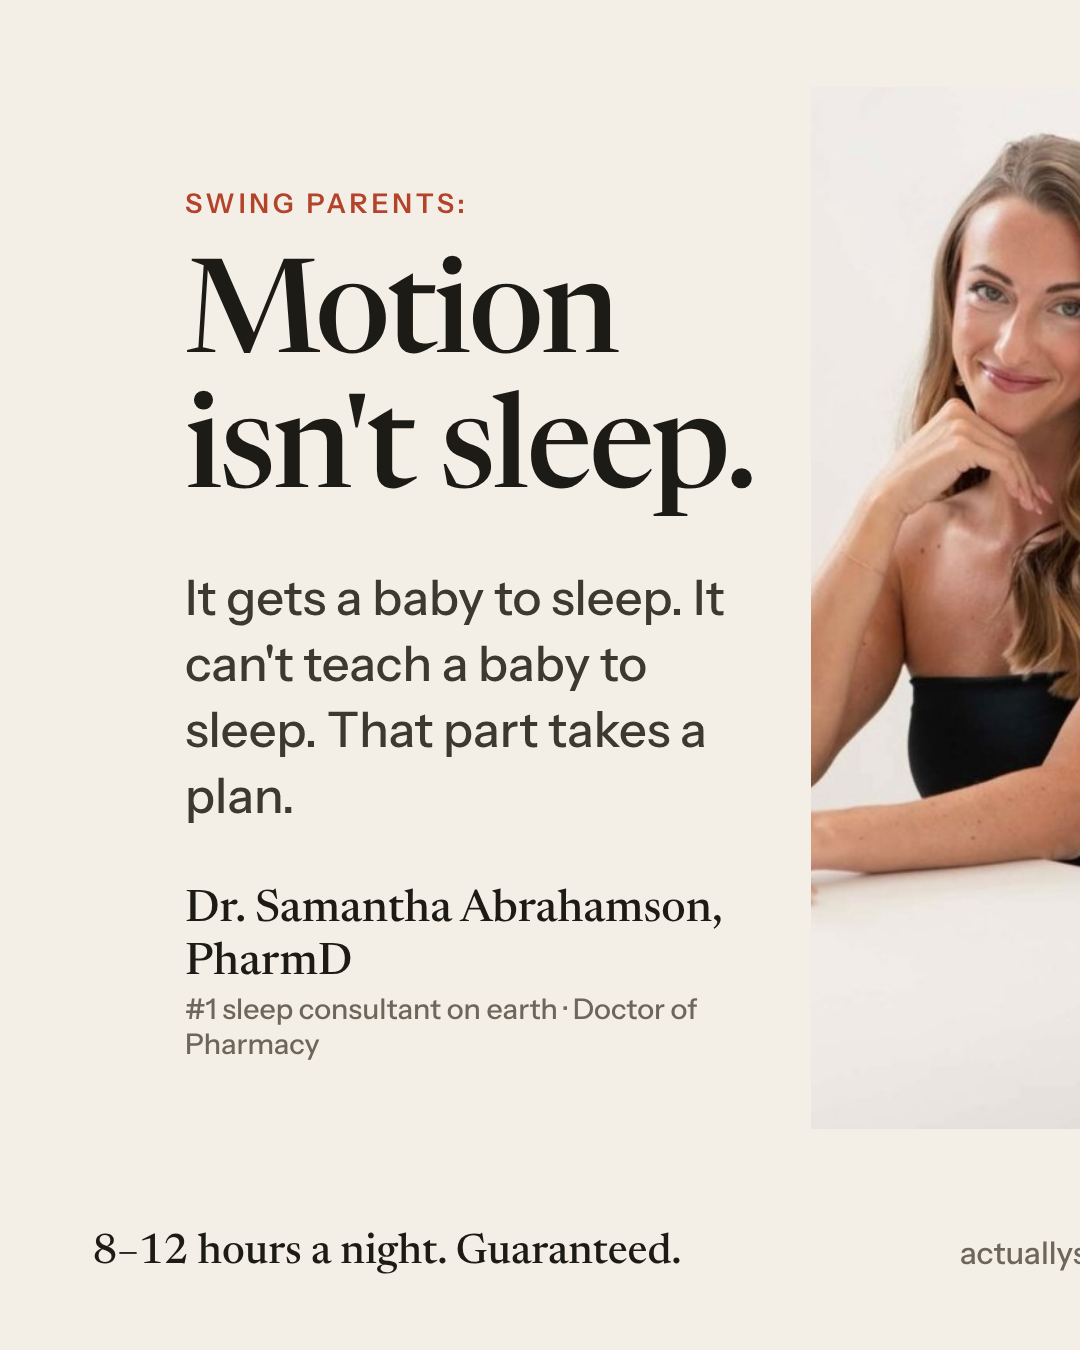 SWING PARENTS:
Motion
isn't sleep.
It gets a baby to sleep. It
can't teach a baby to
sleep. That part takes a
plan.
Dr. Samantha Abrahamson,
PharmD
#1 sleep consultant on earth · Doctor of
Pharmacy
8–12 hours a night. Guaranteed.